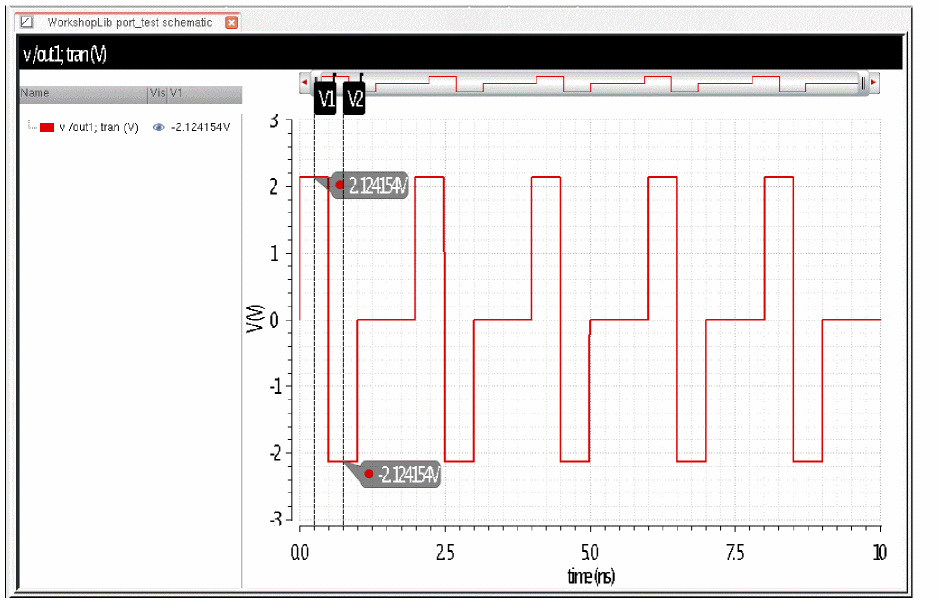 WorkshopLib port_test schematic
v /out1; tran (V)
Name Vis V1
v /out1; tran (V) -2.124154V
V1 V2
3
2.124154V
2
1
0
V(V)
-1
-2
-2.124154V
-3
0.0 2.5 5.0 7.5 10
time (ns)